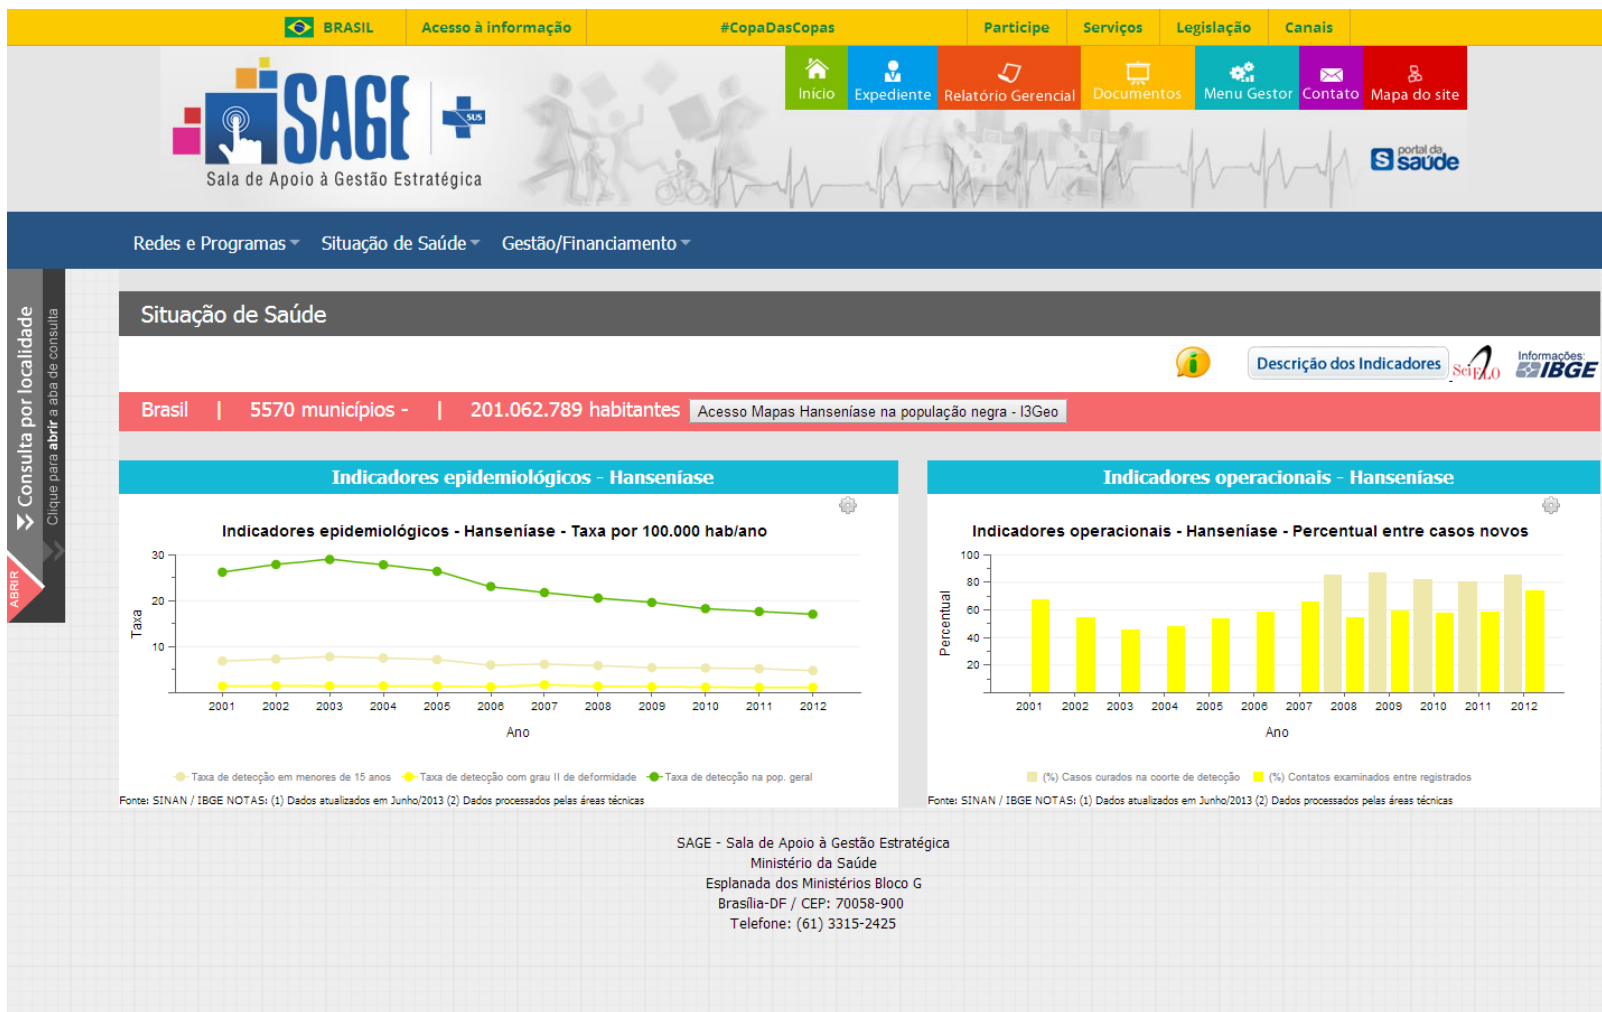 BRASIL Acesso à informação #CopaDasCopas Participe Serviços Legislação Canais
Início Expediente Relatório Gerencial Documentos Menu Gestor Contato Mapa do site
SAGE SUS
Sala de Apoio à Gestão Estratégica
portal da
saúde
Redes e Programas Situação de Saúde Gestão/Financiamento
Consulta por localidade
Clique para abrir a aba de consulta
ABRIR
Situação de Saúde
Descrição dos Indicadores SciELO Informações: IBGE
Brasil | 5570 municípios - | 201.062.789 habitantes Acesso Mapas Hanseníase na população negra - I3Geo
Indicadores epidemiológicos - Hanseníase
Indicadores epidemiológicos - Hanseníase - Taxa por 100.000 hab/ano
30
20
10
Taxa
2001 2002 2003 2004 2005 2006 2007 2008 2009 2010 2011 2012
Ano
Taxa de detecção em menores de 15 anos Taxa de detecção com grau II de deformidade Taxa de detecção na pop. geral
Fonte: SINAN / IBGE NOTAS: (1) Dados atualizados em Junho/2013 (2) Dados processados pelas áreas técnicas
Indicadores operacionais - Hanseníase
Indicadores operacionais - Hanseníase - Percentual entre casos novos
100
80
60
40
20
Percentual
2001 2002 2003 2004 2005 2006 2007 2008 2009 2010 2011 2012
Ano
(%) Casos curados na coorte de detecção (%) Contatos examinados entre registrados
Fonte: SINAN / IBGE NOTAS: (1) Dados atualizados em Junho/2013 (2) Dados processados pelas áreas técnicas
SAGE - Sala de Apoio à Gestão Estratégica
Ministério da Saúde
Esplanada dos Ministérios Bloco G
Brasília-DF / CEP: 70058-900
Telefone: (61) 3315-2425